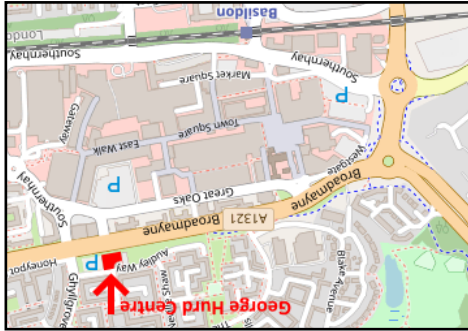 London
Basildon
Southernhay
Southernhay
Market Square
Gateway
Town Square
East Walk
P
Westgate
P
Great Oaks
Southernhay
Broadmayne
A1321
Broadmayne
Honeypot
P
Audley Way
Ghyllgrove
Blake Avenue
George Hurd Centre